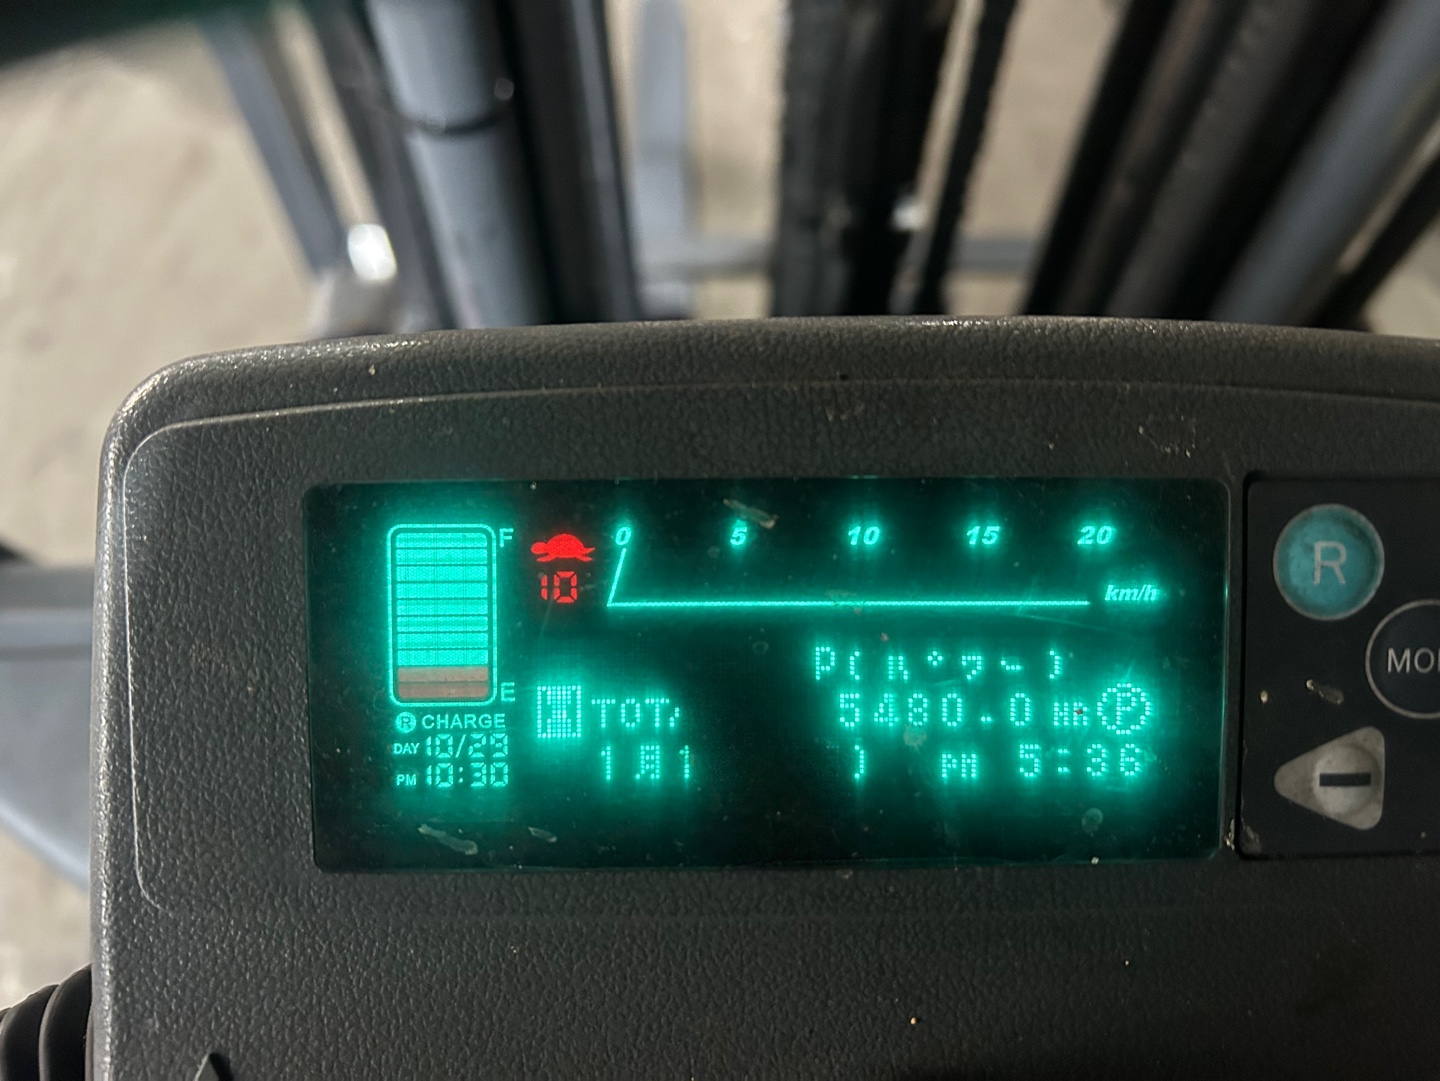 F
10
0 5 10 15 20
km/h
E
P(パワー)
TOT
5480.0 HR P
R CHARGE
DAY 10/29
1月1
) PM 5:36
PM 10:30
R